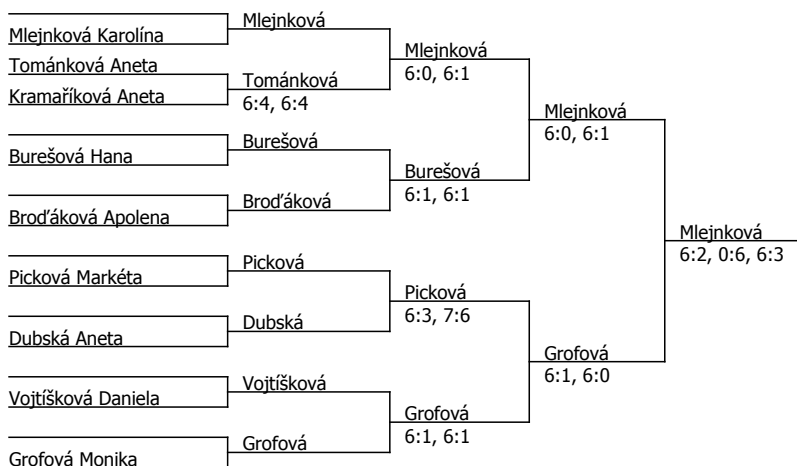 Mlejnková Karolína
Tománková Aneta
Kramaříková Aneta
Burešová Hana
Broďáková Apolena
Picková Markéta
Dubská Aneta
Vojtíšková Daniela
Grofová Monika
Mlejnková
Tománková
6:4, 6:4
Burešová
Broďáková
Picková
Dubská
Vojtíšková
Grofová
Mlejnková
6:0, 6:1
Burešová
6:1, 6:1
Picková
6:3, 7:6
Grofová
6:1, 6:1
Mlejnková
6:0, 6:1
Grofová
6:1, 6:0
Mlejnková
6:2, 0:6, 6:3